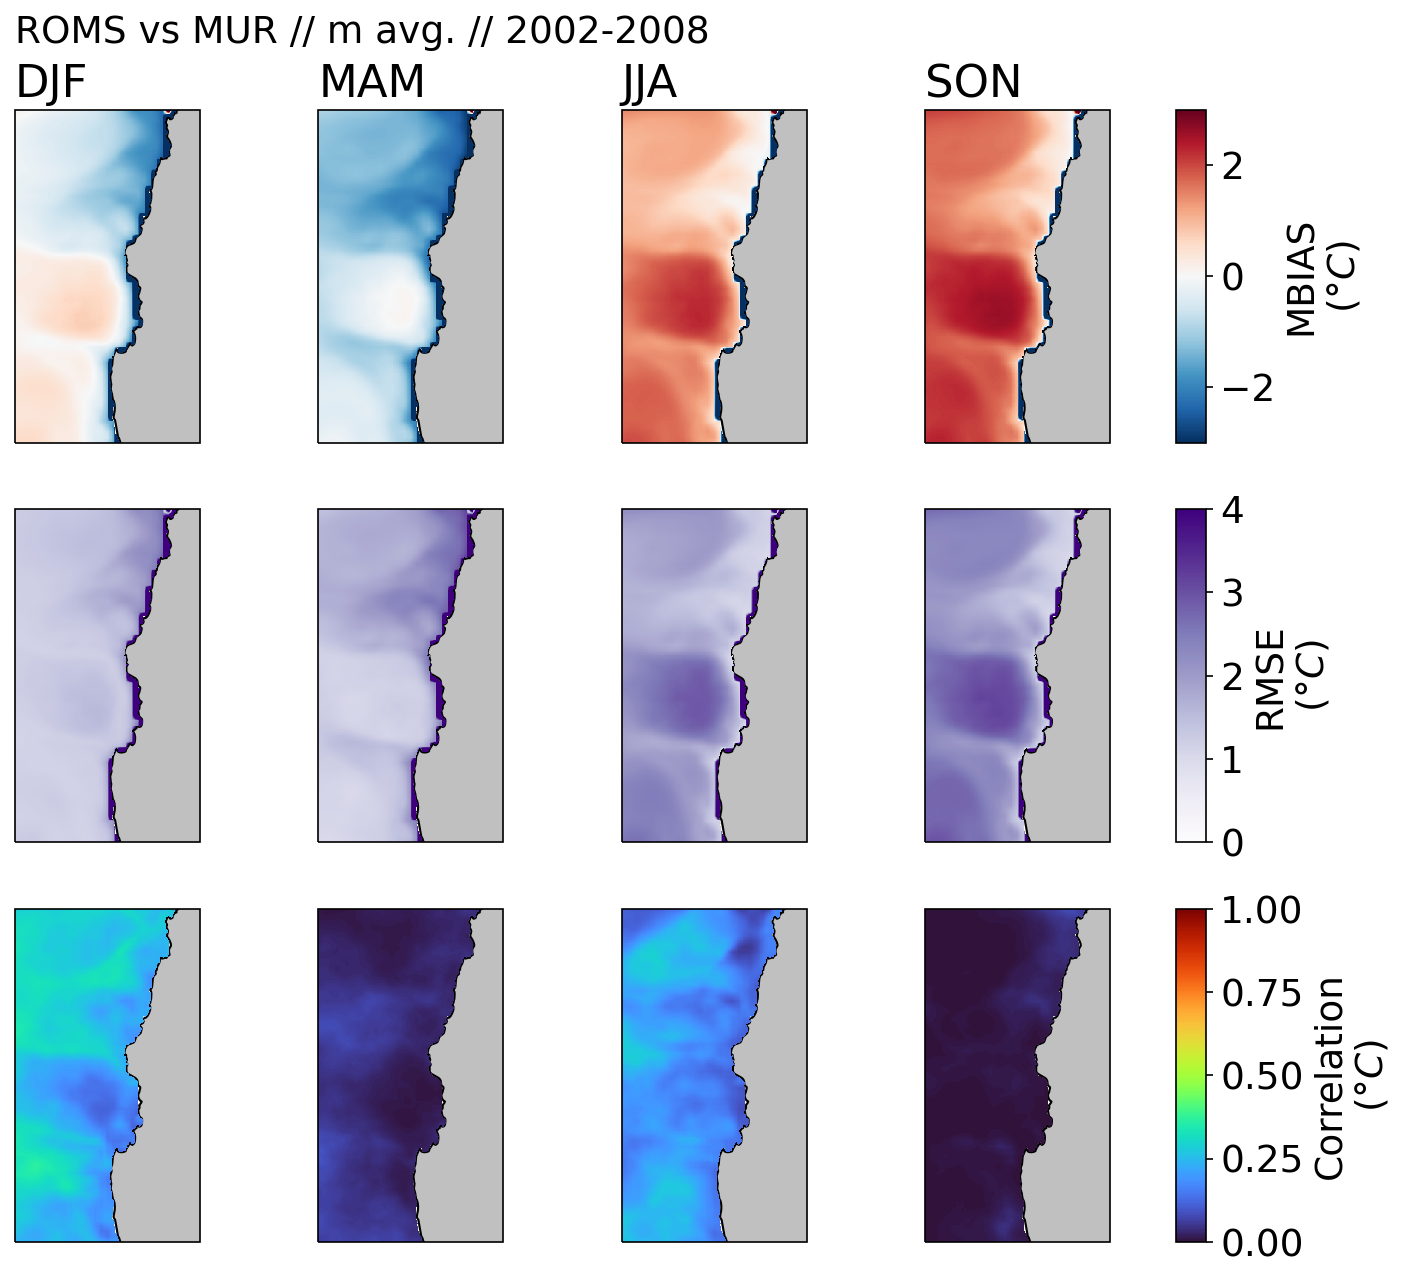 ROMS vs MUR // m avg. // 2002-2008
DJF MAM JJA SON
2
0
−2
MBIAS
(°C)
4
3
2
1
0
RMSE
(°C)
1.00
0.75
0.50
0.25
0.00
Correlation
(°C)